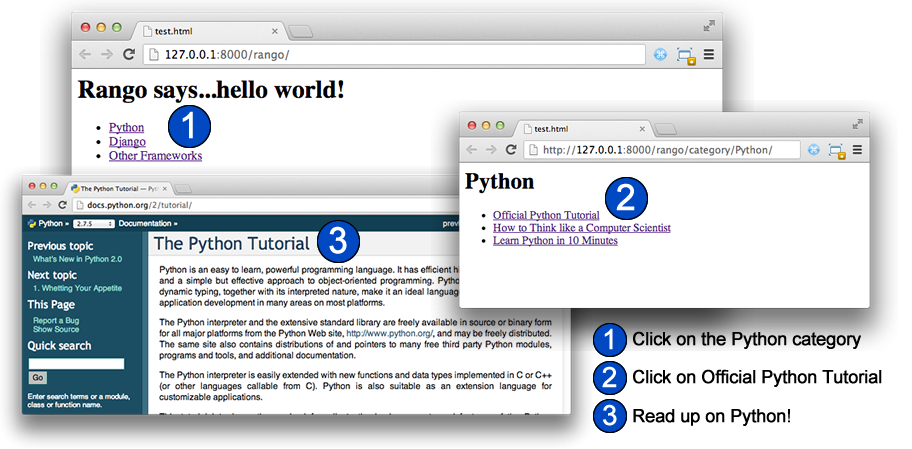 test.html
127.0.0.1:8000/rango/
Rango says...hello world!
1
Python
Django
Other Frameworks
test.html
http://127.0.0.1:8000/rango/category/Python/
Python
2
Official Python Tutorial
How to Think like a Computer Scientist
Learn Python in 10 Minutes
The Python Tutorial —
docs.python.org/2/tutorial/
Python » 2.7.5 Documentation »
Previous topic
What's New in Python 2.0
Next topic
1. Whetting Your Appetite
This Page
Report a Bug
Show Source
Quick search
Go
Enter search terms or a module,
class or function name.
The Python Tutorial
3
Python is an easy to learn, powerful programming language. It has efficient
and a simple but effective approach to object-oriented programming.
dynamic typing, together with its interpreted nature, make it an ideal
application development in many areas on most platforms.
The Python interpreter and the extensive standard library are freely available in source or binary form
for all major platforms from the Python Web site, http://www.python.org/, and may be freely distributed.
The same site also contains distributions of and pointers to many free third party Python modules,
programs and tools, and additional documentation.
The Python interpreter is easily extended with new functions and data types implemented in C or C++
(or other languages callable from C). Python is also suitable as an extension language for
customizable applications.
1 Click on the Python category
2 Click on Official Python Tutorial
3 Read up on Python!